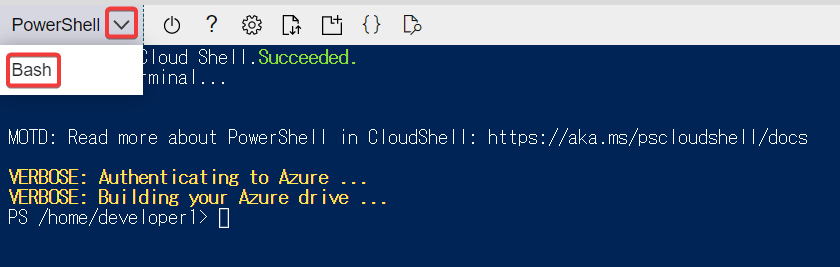 PowerShell
Bash
Cloud Shell.Succeeded.
rminal...
MOTD: Read more about PowerShell in CloudShell: https://aka.ms/pscloudshell/docs
VERBOSE: Authenticating to Azure ...
VERBOSE: Building your Azure drive ...
PS /home/developer1>